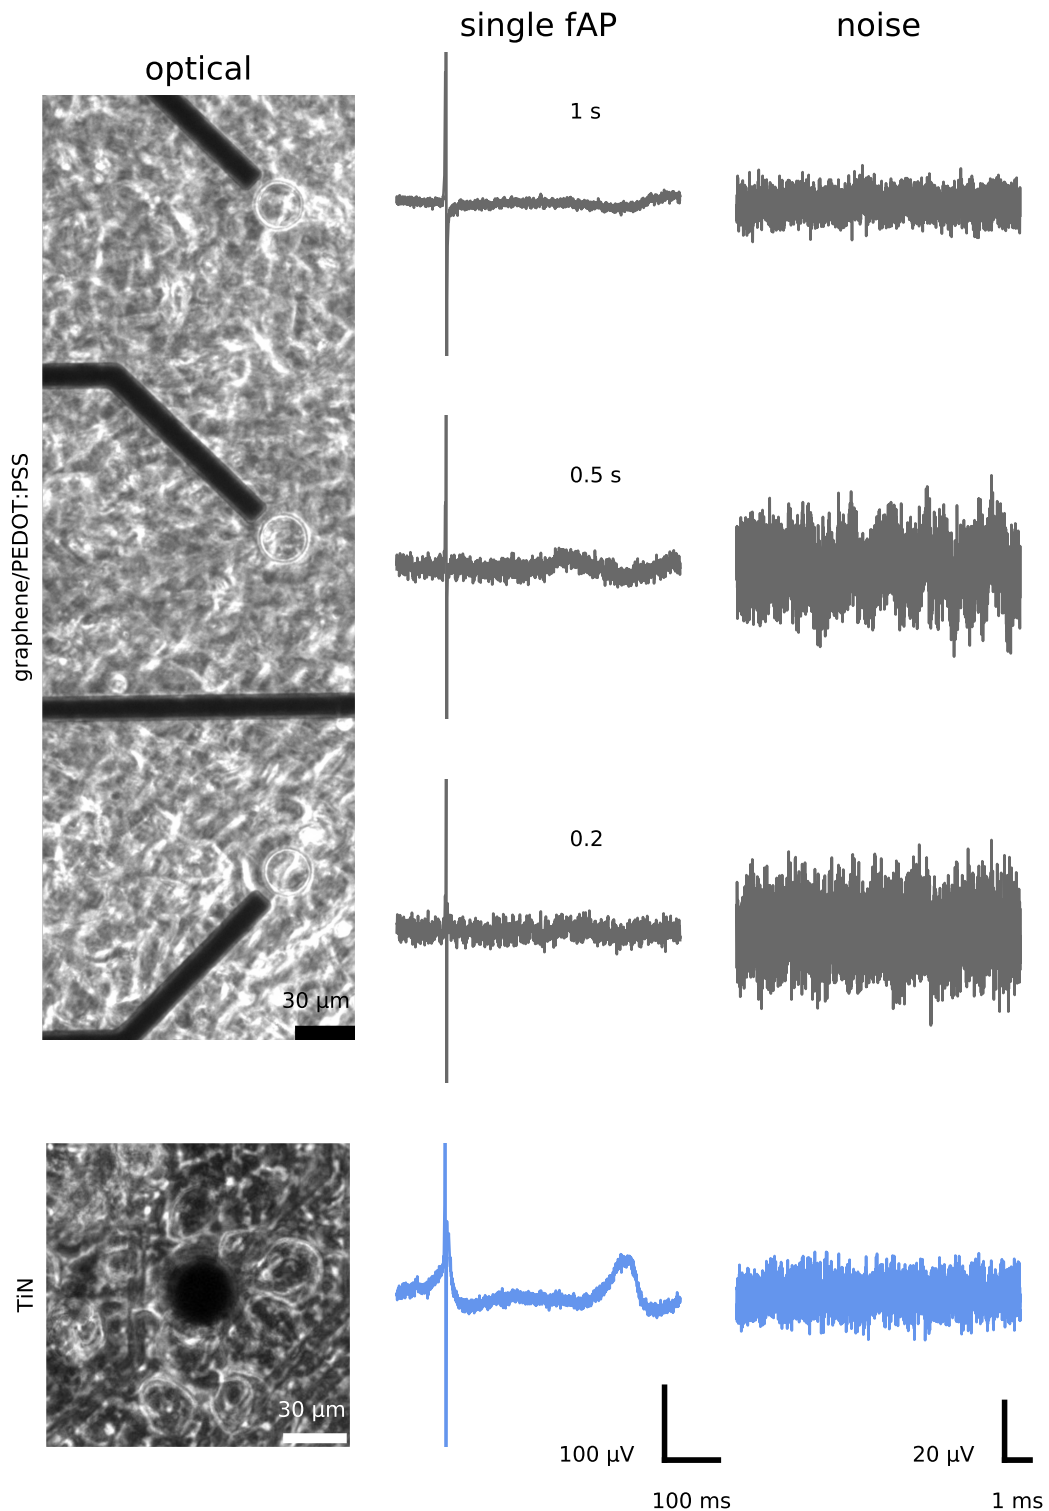 single fAP
noise
optical
1 s
0.5 s
graphene/PEDOT:PSS
0.2
30 µm
TiN
30 µm
100 µV
20 µV
100 ms
1 ms